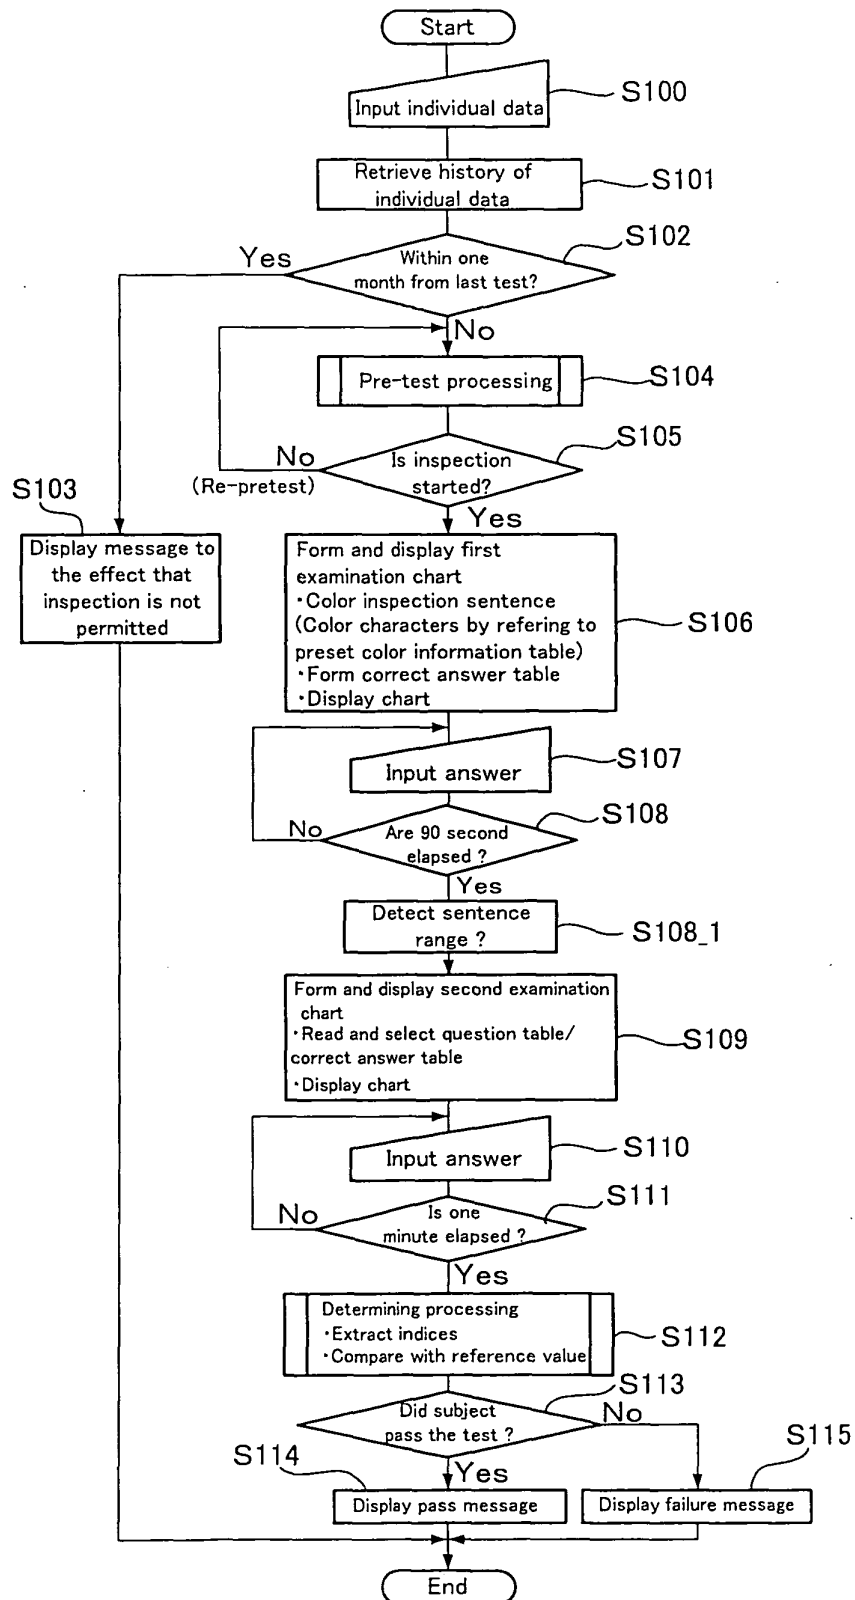 Start
Input individual data
S100
Retrieve history of
individual data
S101
Within one
month from last test?
S102
Yes
No
Pre-test processing
S104
Is inspection
started?
S105
No
(Re-pretest)
Yes
S103
Display message to
the effect that
inspection is not
permitted
Form and display first
examination chart
・Color inspection sentence
(Color characters by refering to
preset color information table)
・Form correct answer table
・Display chart
S106
Input answer
S107
Are 90 second
elapsed ?
S108
No
Yes
Detect sentence
range ?
S108_1
Form and display second examination
chart
・Read and select question table/
correct answer table
・Display chart
S109
Input answer
S110
Is one
minute elapsed ?
S111
No
Yes
Determining processing
・Extract indices
・Compare with reference value
S112
Did subject
pass the test ?
S113
No
Yes
S114
Display pass message
S115
Display failure message
End